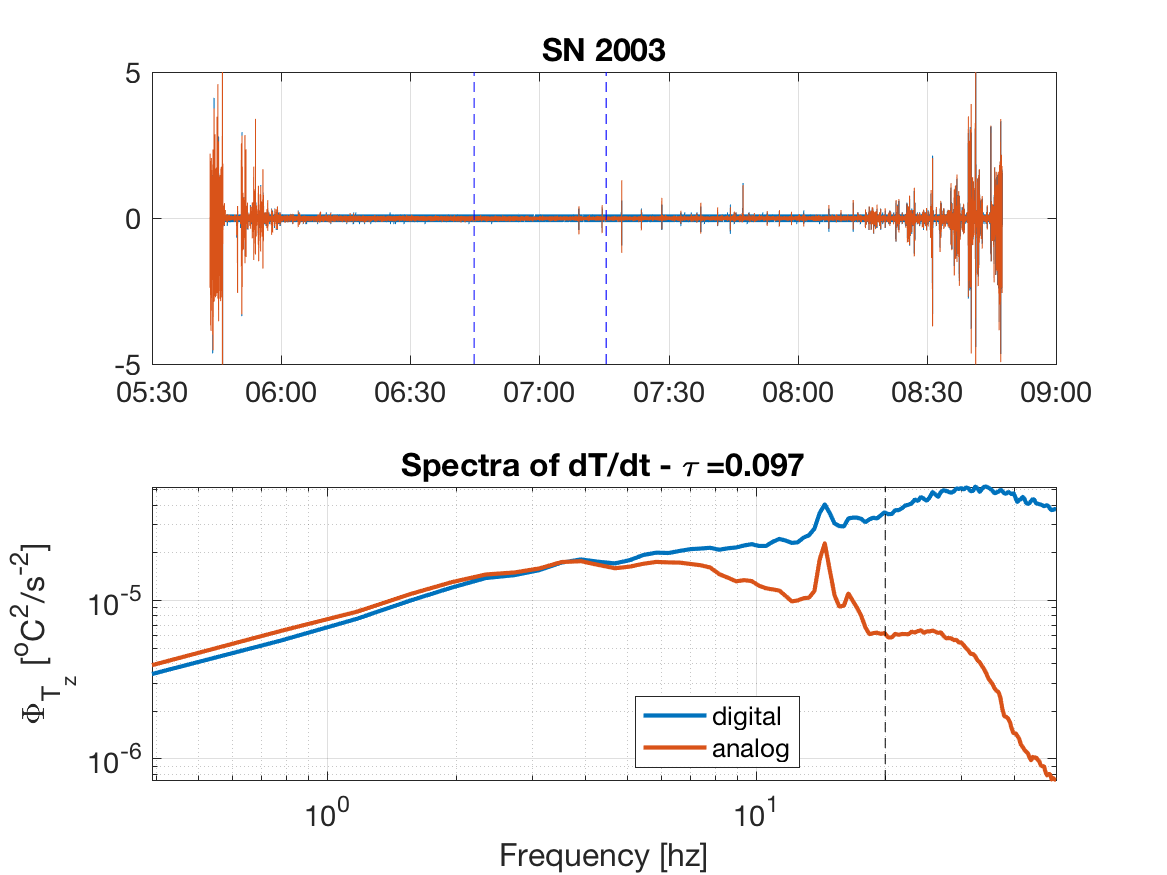 SN 2003
5
0
-5
05:30 06:00 06:30 07:00 07:30 08:00 08:30 09:00
Spectra of dT/dt - τ =0.097
Φ_{T_z} [°C²/s⁻²]
10⁻⁵
10⁻⁶
digital
analog
10⁰ 10¹
Frequency [hz]